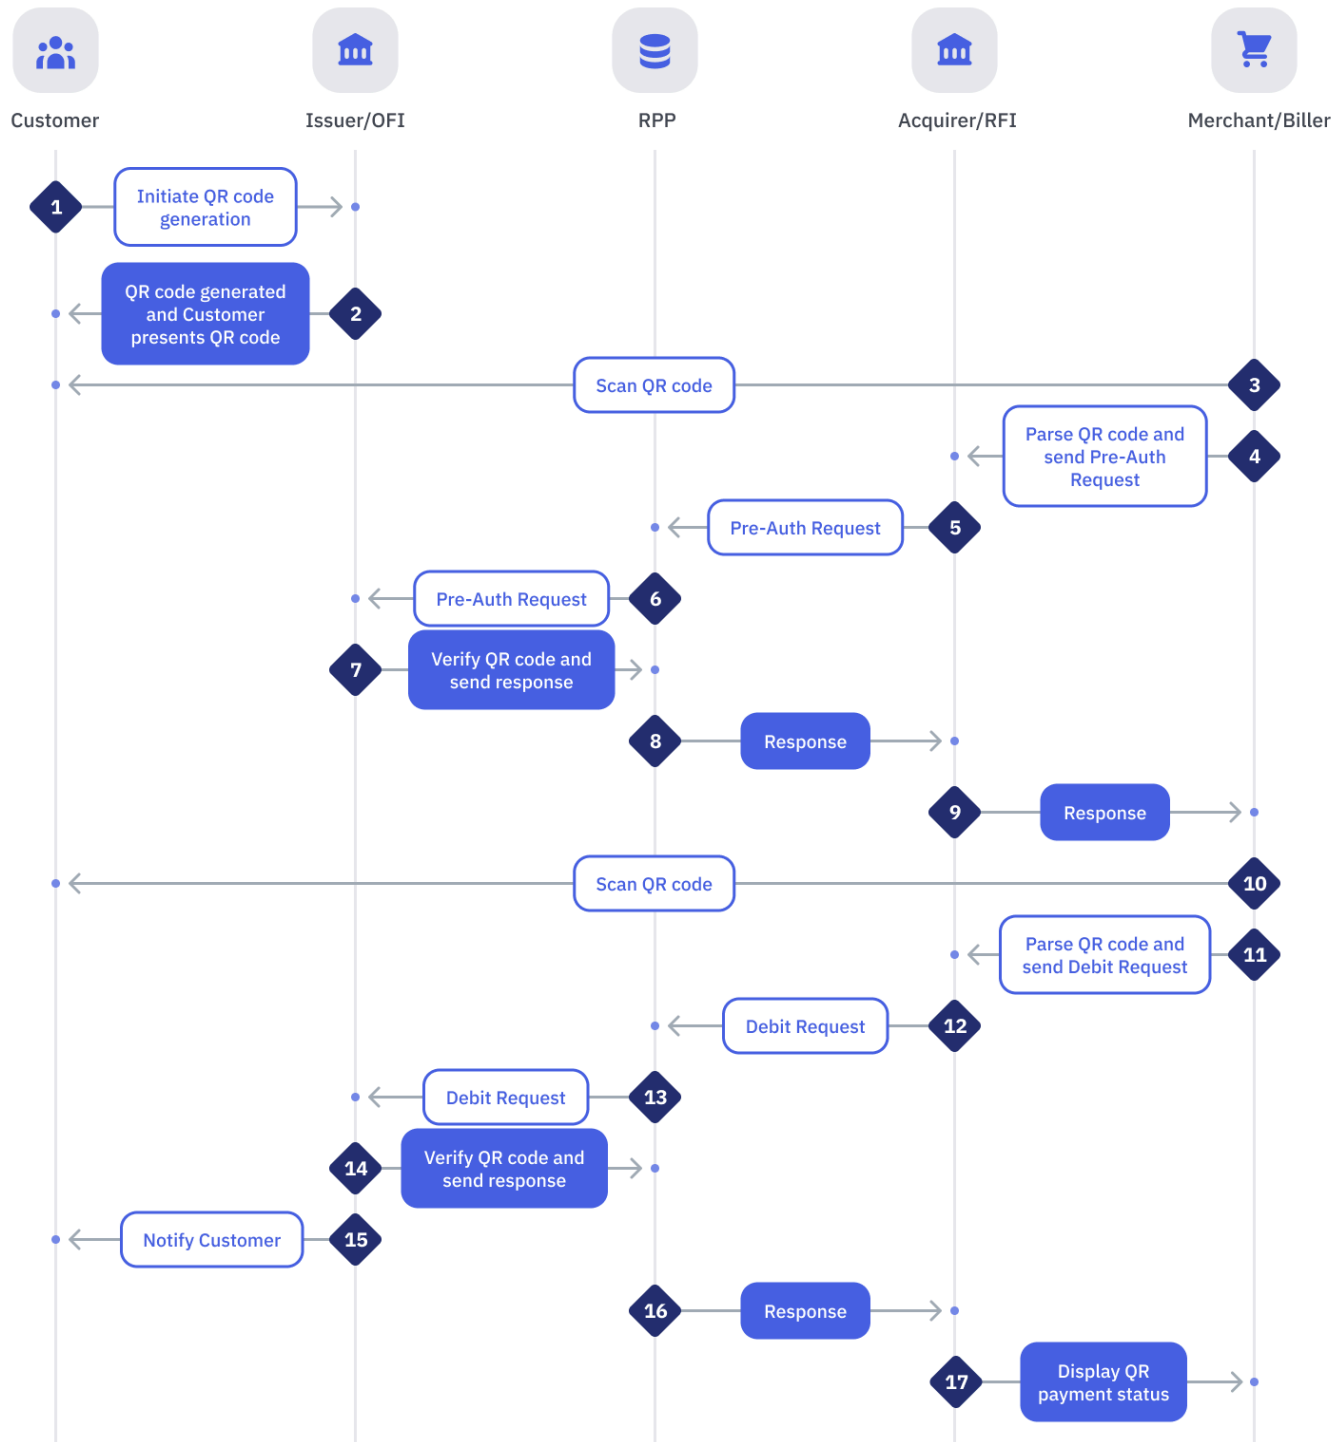 Customer
Issuer/OFI
RPP
Acquirer/RFI
Merchant/Biller
1
Initiate QR code
generation
QR code generated
and Customer
presents QR code
2
Scan QR code
3
Parse QR code and
send Pre-Auth
Request
4
Pre-Auth Request
5
Pre-Auth Request
6
7
Verify QR code and
send response
8
Response
9
Response
Scan QR code
10
Parse QR code and
send Debit Request
11
Debit Request
12
Debit Request
13
14
Verify QR code and
send response
Notify Customer
15
16
Response
17
Display QR
payment status